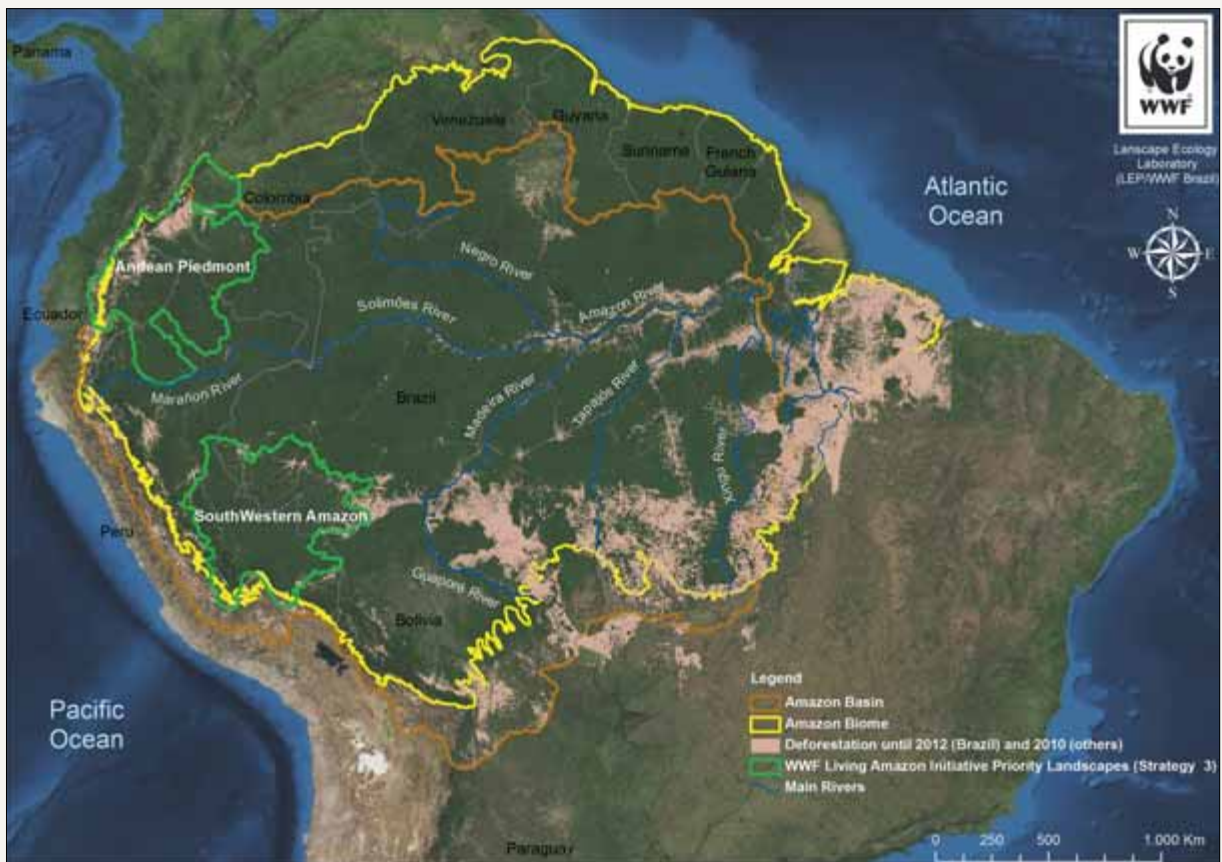 Panama
WWF
Lanscape Ecology
Laboratory
(LEP/WWF Brazil)
Venezuela
Guyana
Suriname
French
Guiana
Atlantic
Ocean
N
W
E
S
Colombia
Andean Piedmont
Negro River
Ecuador
Solimões River
Amazon River
Marañon River
Brazil
Madeira River
Tapajós River
Xingu River
SouthWestern Amazon
Peru
Guaporé River
Bolivia
Pacific
Ocean
Legend
Amazon Basin
Amazon Biome
Deforestation until 2012 (Brazil) and 2010 (others)
WWF Living Amazon Initiative Priority Landscapes (Strategy 3)
Main Rivers
Paraguay
0 250 500 1.000 Km